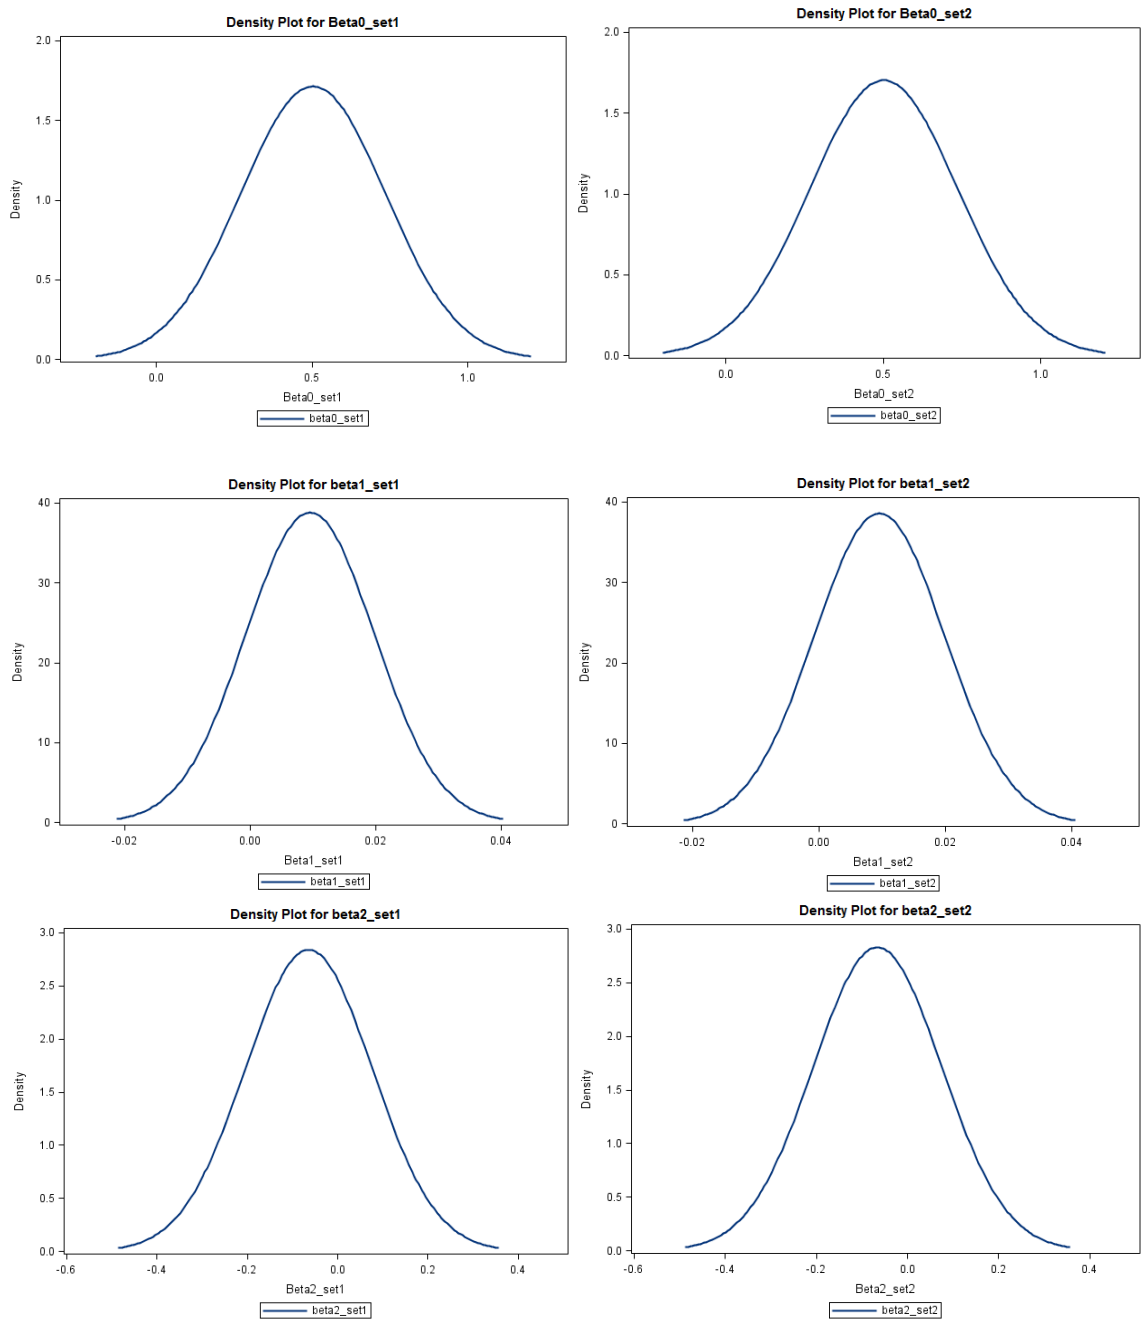 Density Plot for Beta0_set1
2.0
1.5
1.0
0.5
0.0
Density
0.0 0.5 1.0
Beta0_set1
beta0_set1
Density Plot for Beta0_set2
2.0
1.5
1.0
0.5
0.0
Density
0.0 0.5 1.0
Beta0_set2
beta0_set2
Density Plot for beta1_set1
40
30
20
10
0
Density
-0.02 0.00 0.02 0.04
Beta1_set1
beta1_set1
Density Plot for beta1_set2
40
30
20
10
0
Density
-0.02 0.00 0.02 0.04
Beta1_set2
beta1_set2
Density Plot for beta2_set1
3.0
2.5
2.0
1.5
1.0
0.5
0.0
Density
-0.6 -0.4 -0.2 0.0 0.2 0.4
Beta2_set1
beta2_set1
Density Plot for beta2_set2
3.0
2.5
2.0
1.5
1.0
0.5
0.0
Density
-0.6 -0.4 -0.2 0.0 0.2 0.4
Beta2_set2
beta2_set2